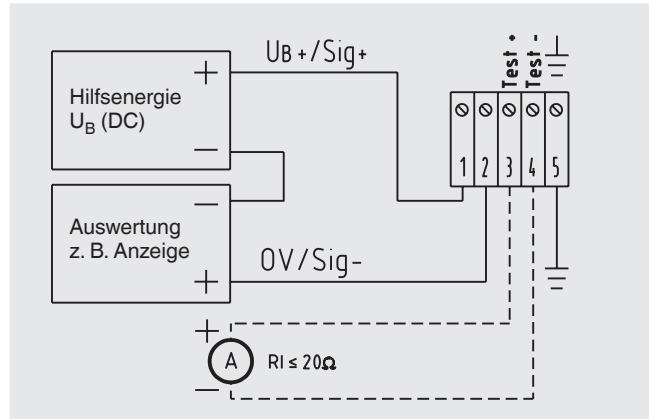 UB+/Sig+
Test +
Test -
Hilfsenergie
UB (DC)
+
−
1 2 3 4 5
−
Auswertung
z. B. Anzeige
+
0V/Sig-
+
A
RI ≤ 20Ω
−